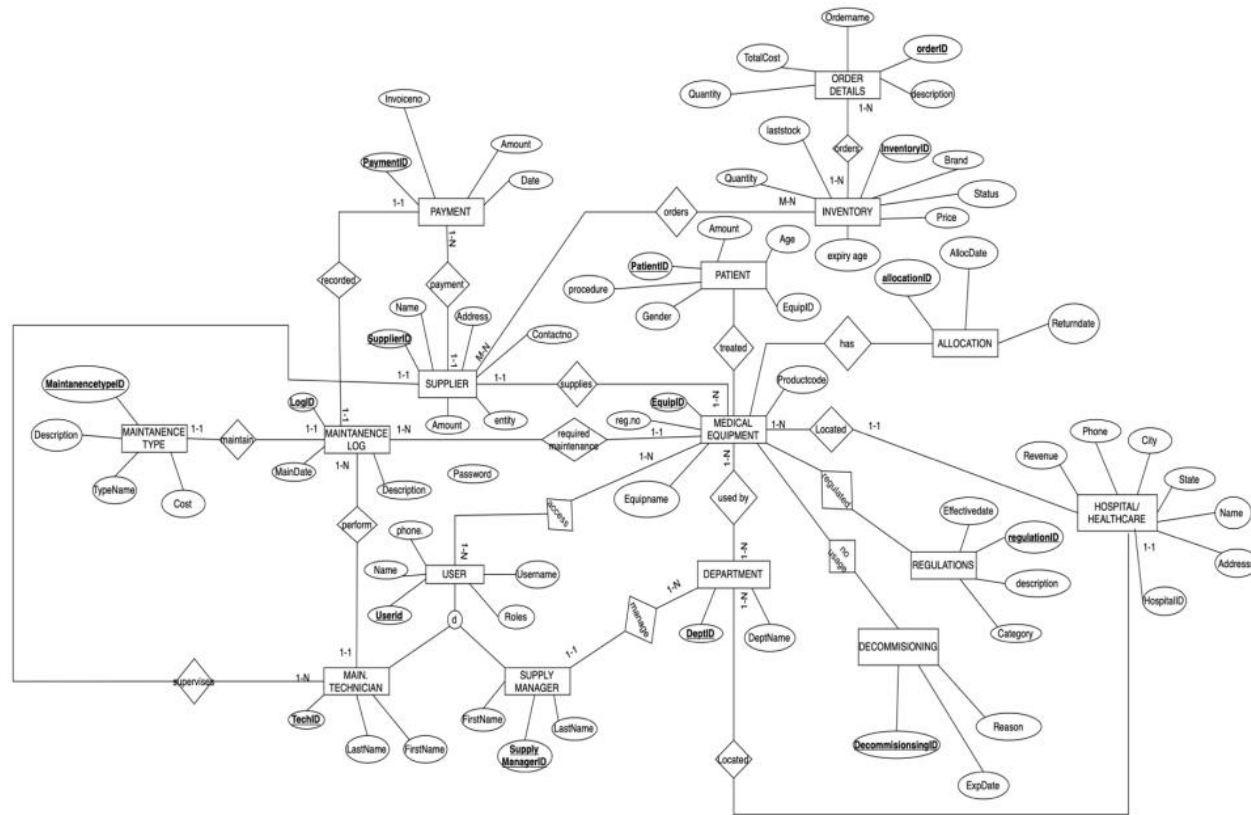 Ordername
orderID
TotalCost
ORDER
DETAILS
Quantity
description
1-N
Invoiceno
laststock
orders
InventoryID
Amount
Brand
PaymentID
Date
Quantity
1-N
Status
1-1
PAYMENT
orders
M-N
INVENTORY
Price
1-N
Amount
Age
expiry age
AllocDate
PatientID
PATIENT
allocationID
recorded
payment
procedure
Name
Address
Gender
EquipID
Returndate
SupplierID
Contactno
has
ALLOCATION
M-N
treated
1-1
MaintanencetypeID
1-1
SUPPLIER
1-1
supplies
1-N
Productcode
LogID
EquipID
1-1
Amount
entity
reg.no
Description
MAINTANENCE
TYPE
1-1
maintain
1-1
MAINTANENCE
LOG
1-N
required
maintenance
1-1
MEDICAL
EQUIPMENT
1-N
Located
1-1
Phone
City
MainDate
1-N
Password
1-N
1-N
Revenue
State
TypeName
Cost
Description
Equipname
used by
regulated
HOSPITAL/
HEALTHCARE
Name
access
Effectivedate
perform
phone.
regulationID
1-N
no
usage
1-N
REGULATIONS
1-1
Address
Name
USER
Username
DEPARTMENT
description
1-N
1-N
HospitalID
Userid
Roles
manage
DeptID
DeptName
Category
d
DECOMMISIONING
1-1
1-1
supervises
1-N
MAIN.
TECHNICIAN
SUPPLY
MANAGER
TechID
FirstName
LastName
Reason
LastName
FirstName
Supply
ManagerID
DecommisionsingID
Located
ExpDate